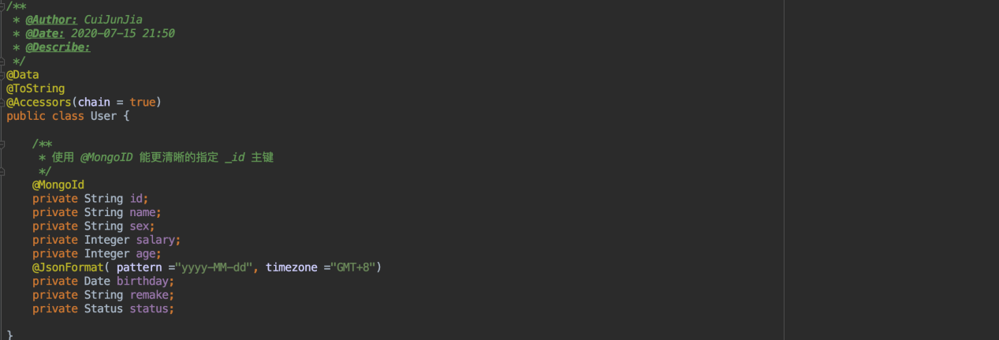 /**
 * @Author: CuiJunJia
 * @Date: 2020-07-15 21:50
 * @Describe:
 */
@Data
@ToString
@Accessors(chain = true)
public class User {
    /**
     * 使用 @MongoID 能更清晰的指定 _id 主键
     */
    @MongoId
    private String id;
    private String name;
    private String sex;
    private Integer salary;
    private Integer age;
    @JsonFormat( pattern ="yyyy-MM-dd", timezone ="GMT+8")
    private Date birthday;
    private String remake;
    private Status status;
}